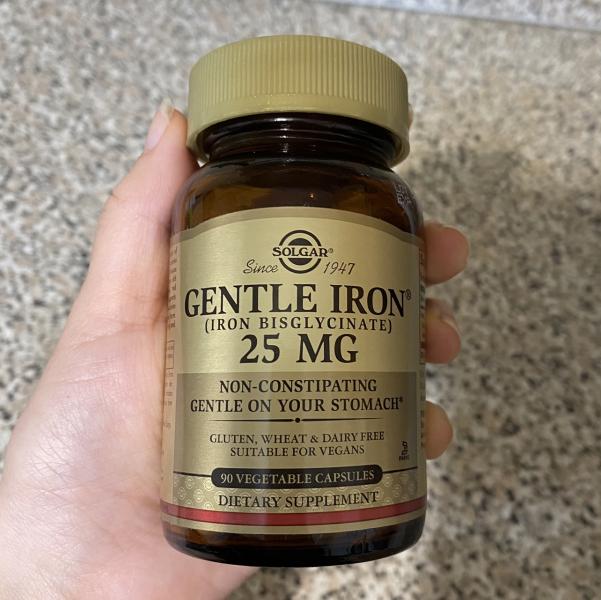 SOLGAR®
Since 1947
GENTLE IRON®
(IRON BISGLYCINATE)
25 MG
NON-CONSTIPATING
GENTLE ON YOUR STOMACH*
GLUTEN, WHEAT & DAIRY FREE
SUITABLE FOR VEGANS
90 VEGETABLE CAPSULES
DIETARY SUPPLEMENT